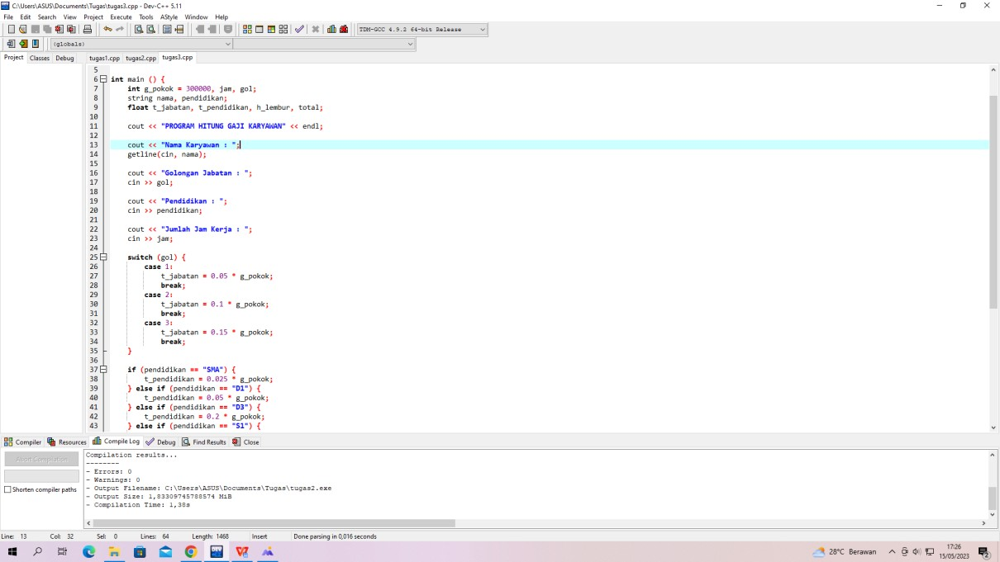 C:\Users\ASUS\Documents\Tugas\tugas3.cpp - Dev-C++ 5.11
File Edit Search View Project Execute Tools AStyle Window Help
TDM-GCC 4.9.2 64-bit Release
(globals)
Project Classes Debug tugas1.cpp tugas2.cpp tugas3.cpp
5
6 int main () {
7 int g_pokok = 300000, jam, gol;
8 string nama, pendidikan;
9 float t_jabatan, t_pendidikan, h_lembur, total;
10
11 cout << "PROGRAM HITUNG GAJI KARYAWAN" << endl;
12
13 cout << "Nama Karyawan : ";
14 getline(cin, nama);
15
16 cout << "Golongan Jabatan : ";
17 cin >> gol;
18
19 cout << "Pendidikan : ";
20 cin >> pendidikan;
21
22 cout << "Jumlah Jam Kerja : ";
23 cin >> jam;
24
25 switch (gol) {
26 case 1:
27 t_jabatan = 0.05 * g_pokok;
28 break;
29 case 2:
30 t_jabatan = 0.1 * g_pokok;
31 break;
32 case 3:
33 t_jabatan = 0.15 * g_pokok;
34 break;
35 }
36
37 if (pendidikan == "SMA") {
38 t_pendidikan = 0.025 * g_pokok;
39 } else if (pendidikan == "D1") {
40 t_pendidikan = 0.05 * g_pokok;
41 } else if (pendidikan == "D3") {
42 t_pendidikan = 0.2 * g_pokok;
43 } else if (pendidikan == "S1") {
Compiler Resources Compile Log Debug Find Results Close
Abort Compilation
Shorten compiler paths
Compilation results...
--------
- Errors: 0
- Warnings: 0
- Output Filename: C:\Users\ASUS\Documents\Tugas\tugas2.exe
- Output Size: 1,83309745788574 MiB
- Compilation Time: 1,38s
Line: 13 Col: 32 Sel: 0 Lines: 64 Length: 1468 Insert Done parsing in 0,016 seconds
DEV
28°C Berawan
17:26
15/05/2023
2